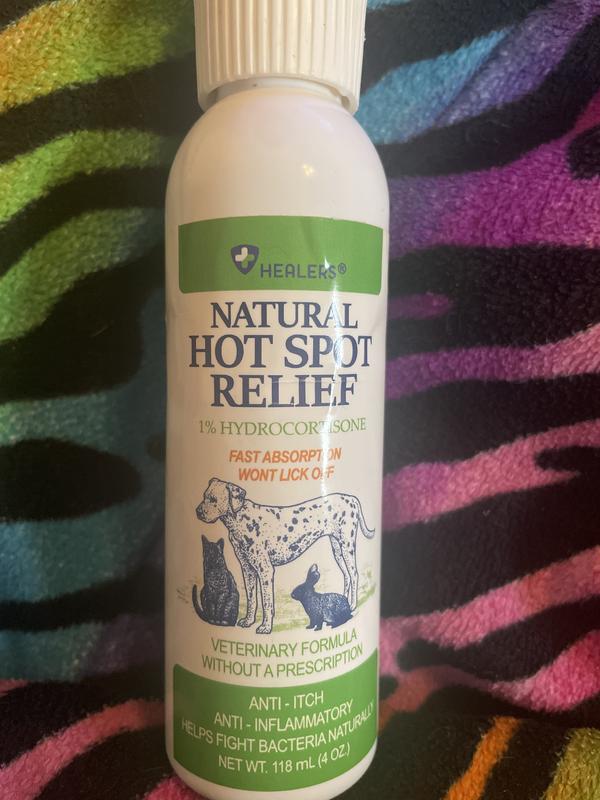 HEALERS®
NATURAL
HOT SPOT
RELIEF
1% HYDROCORTISONE
FAST ABSORPTION
WONT LICK OFF
VETERINARY FORMULA
WITHOUT A PRESCRIPTION
ANTI - ITCH
ANTI - INFLAMMATORY
HELPS FIGHT BACTERIA NATURALLY
NET WT. 118 mL (4 OZ.)